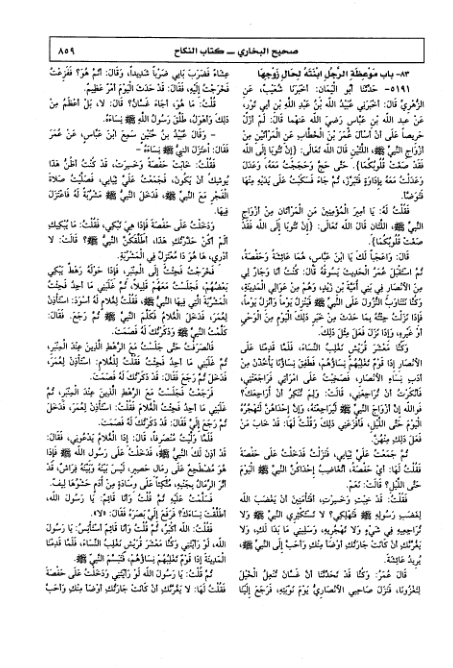 صحيح البخاري ــ كتاب النكاح
٨٥٩
٨٣- باب مَوْعِظَةِ الرَّجُلِ ابْنَتَهُ لِحَالِ زَوْجِهَا
٥١٩١- حَدَّثَنَا أَبُو الْيَمَانِ: أَخْبَرَنَا شُعَيْبٌ، عَنِ
الزُّهْرِيِّ قَالَ: أَخْبَرَنِي عُبَيْدُ اللَّهِ بْنُ عَبْدِ اللَّهِ بْنِ أَبِي ثَوْرٍ،
عَنْ عَبْدِ اللَّهِ بْنِ عَبَّاسٍ رَضِيَ اللَّهُ عَنْهُمَا قَالَ: لَمْ أَزَلْ
حَرِيصاً عَلَى أَنْ أَسْأَلَ عُمَرَ بْنَ الْخَطَّابِ عَنِ الْمَرْأَتَيْنِ مِنْ
أَزْوَاجِ النَّبِيِّ ﷺ، اللَّتَيْنِ قَالَ اللَّهُ تَعَالَى: {إِنْ تَتُوبَا إِلَى اللَّهِ
فَقَدْ صَغَتْ قُلُوبُكُمَا}. حَتَّى حَجَّ وَحَجَجْتُ مَعَهُ، وَعَدَلَ
وَعَدَلْتُ مَعَهُ بِإِدَاوَةٍ فَتَبَرَّزَ، ثُمَّ جَاءَ فَسَكَبْتُ عَلَى يَدَيْهِ مِنْهَا
فَتَوَضَّأَ.
فَقُلْتُ لَهُ: يَا أَمِيرَ الْمُؤْمِنِينَ مَنِ الْمَرْأَتَانِ مِنْ أَزْوَاجِ
النَّبِيِّ ﷺ، اللَّتَانِ قَالَ اللَّهُ تَعَالَى: {إِنْ تَتُوبَا إِلَى اللَّهِ فَقَدْ
صَغَتْ قُلُوبُكُمَا}.
قَالَ: وَاعَجَباً لَكَ يَا ابْنَ عَبَّاسٍ، هُمَا عَائِشَةُ وَحَفْصَةُ،
ثُمَّ اسْتَقْبَلَ عُمَرُ الْحَدِيثَ يَسُوقُهُ قَالَ: كُنْتُ أَنَا وَجَارٌ لِي
مِنَ الْأَنْصَارِ فِي بَنِي أُمَيَّةَ بْنِ زَيْدٍ، وَهُمْ مِنْ عَوَالِي الْمَدِينَةِ،
وَكُنَّا نَتَنَاوَبُ النُّزُولَ عَلَى النَّبِيِّ ﷺ فَيَنْزِلُ يَوْماً وَأَنْزِلُ يَوْماً،
فَإِذَا نَزَلْتُ جِئْتُهُ بِمَا حَدَثَ مِنْ خَبَرِ ذَلِكَ الْيَوْمِ مِنَ الْوَحْيِ
أَوْ غَيْرِهِ، وَإِذَا نَزَلَ فَعَلَ مِثْلَ ذَلِكَ.
وَكُنَّا مَعْشَرَ قُرَيْشٍ نَغْلِبُ النِّسَاءَ، فَلَمَّا قَدِمْنَا عَلَى
الْأَنْصَارِ إِذَا قَوْمٌ تَغْلِبُهُمْ نِسَاؤُهُمْ، فَطَفِقَ نِسَاؤُنَا يَأْخُذْنَ مِنْ
أَدَبِ نِسَاءِ الْأَنْصَارِ، فَصَخِبْتُ عَلَى امْرَأَتِي فَرَاجَعَتْنِي،
فَأَنْكَرْتُ أَنْ تُرَاجِعَنِي، قَالَتْ: وَلِمَ تُنْكِرُ أَنْ أُرَاجِعَكَ؟
فَوَاللَّهِ إِنَّ أَزْوَاجَ النَّبِيِّ ﷺ لَيُرَاجِعْنَهُ، وَإِنَّ إِحْدَاهُنَّ لَتَهْجُرُهُ
الْيَوْمَ حَتَّى اللَّيْلِ، فَأَفْزَعَنِي ذَلِكَ وَقُلْتُ لَهَا: قَدْ خَابَ مَنْ
فَعَلَ ذَلِكَ مِنْهُنَّ.
ثُمَّ جَمَعْتُ عَلَيَّ ثِيَابِي، فَنَزَلْتُ فَدَخَلْتُ عَلَى حَفْصَةَ
فَقُلْتُ لَهَا: أَيْ حَفْصَةُ، أَتُغَاضِبُ إِحْدَاكُنَّ النَّبِيَّ ﷺ الْيَوْمَ
حَتَّى اللَّيْلِ؟ قَالَتْ: نَعَمْ.
فَقُلْتُ: قَدْ خِبْتِ وَخَسِرْتِ، أَفَتَأْمَنِينَ أَنْ يَغْضَبَ اللَّهُ
لِغَضَبِ رَسُولِهِ ﷺ فَتَهْلِكِي؟ لَا تَسْتَكْثِرِي النَّبِيَّ ﷺ وَلَا
تُرَاجِعِيهِ فِي شَيْءٍ وَلَا تَهْجُرِيهِ، وَسَلِينِي مَا بَدَا لَكِ، وَلَا
يَغُرَّنَّكِ أَنْ كَانَتْ جَارَتُكِ أَوْضَأَ مِنْكِ وَأَحَبَّ إِلَى النَّبِيِّ ﷺ،
يُرِيدُ عَائِشَةَ.
قَالَ عُمَرُ: وَكُنَّا قَدْ تَحَدَّثْنَا أَنَّ غَسَّانَ تُنْعِلُ الْخَيْلَ
لِتَغْزُوَنَا، فَنَزَلَ صَاحِبِي الْأَنْصَارِيُّ يَوْمَ نَوْبَتِهِ، فَرَجَعَ إِلَيْنَا
عِشَاءً فَضَرَبَ بَابِي ضَرْباً شَدِيداً، وَقَالَ: أَثَمَّ هُوَ؟ فَفَزِعْتُ
فَخَرَجْتُ إِلَيْهِ، فَقَالَ: قَدْ حَدَثَ الْيَوْمَ أَمْرٌ عَظِيمٌ.
قُلْتُ: مَا هُوَ، أَجَاءَ غَسَّانُ؟ قَالَ: لَا، بَلْ أَعْظَمُ مِنْ
ذَلِكَ وَأَهْوَلُ، طَلَّقَ رَسُولُ اللَّهِ ﷺ نِسَاءَهُ.
- وَقَالَ عُبَيْدُ بْنُ حُنَيْنٍ سَمِعَ ابْنَ عَبَّاسٍ، عَنْ عُمَرَ
فَقَالَ: اعْتَزَلَ النَّبِيُّ ﷺ نِسَاءَهُ -
فَقُلْتُ: خَابَتْ حَفْصَةُ وَخَسِرَتْ، قَدْ كُنْتُ أَظُنُّ هَذَا
يُوشِكُ أَنْ يَكُونَ، فَجَمَعْتُ عَلَيَّ ثِيَابِي، فَصَلَّيْتُ صَلَاةَ
الْفَجْرِ مَعَ النَّبِيِّ ﷺ، فَدَخَلَ النَّبِيُّ ﷺ مَشْرُبَةً لَهُ فَاعْتَزَلَ
فِيهَا.
وَدَخَلْتُ عَلَى حَفْصَةَ فَإِذَا هِيَ تَبْكِي، فَقُلْتُ: مَا يُبْكِيكِ
أَلَمْ أَكُنْ حَذَّرْتُكِ هَذَا، أَطَلَّقَكُنَّ النَّبِيُّ ﷺ؟ قَالَتْ: لَا
أَدْرِي، هَا هُوَ ذَا مُعْتَزِلٌ فِي الْمَشْرُبَةِ.
فَخَرَجْتُ فَجِئْتُ إِلَى الْمِنْبَرِ، فَإِذَا حَوْلَهُ رَهْطٌ يَبْكِي
بَعْضُهُمْ، فَجَلَسْتُ مَعَهُمْ قَلِيلاً، ثُمَّ غَلَبَنِي مَا أَجِدُ فَجِئْتُ
الْمَشْرُبَةَ الَّتِي فِيهَا النَّبِيُّ ﷺ، فَقُلْتُ لِغُلَامٍ لَهُ أَسْوَدَ: اسْتَأْذِنْ
لِعُمَرَ، فَدَخَلَ الْغُلَامُ فَكَلَّمَ النَّبِيَّ ﷺ ثُمَّ رَجَعَ. فَقَالَ:
كَلَّمْتُ النَّبِيَّ ﷺ وَذَكَرْتُكَ لَهُ فَصَمَتَ.
فَانْصَرَفْتُ حَتَّى جَلَسْتُ مَعَ الرَّهْطِ الَّذِينَ عِنْدَ الْمِنْبَرِ،
ثُمَّ غَلَبَنِي مَا أَجِدُ فَجِئْتُ فَقُلْتُ لِلْغُلَامِ: اسْتَأْذِنْ لِعُمَرَ،
فَدَخَلَ ثُمَّ رَجَعَ فَقَالَ: قَدْ ذَكَرْتُكَ لَهُ فَصَمَتَ.
فَرَجَعْتُ فَجَلَسْتُ مَعَ الرَّهْطِ الَّذِينَ عِنْدَ الْمِنْبَرِ، ثُمَّ
غَلَبَنِي مَا أَجِدُ فَجِئْتُ الْغُلَامَ فَقُلْتُ: اسْتَأْذِنْ لِعُمَرَ، فَدَخَلَ
ثُمَّ رَجَعَ إِلَيَّ فَقَالَ: قَدْ ذَكَرْتُكَ لَهُ فَصَمَتَ.
فَلَمَّا وَلَّيْتُ مُنْصَرِفاً، قَالَ: إِذَا الْغُلَامُ يَدْعُونِي، فَقَالَ:
قَدْ أَذِنَ لَكَ النَّبِيُّ ﷺ، فَدَخَلْتُ عَلَى رَسُولِ اللَّهِ ﷺ فَإِذَا
هُوَ مُضْطَجِعٌ عَلَى رِمَالِ حَصِيرٍ، لَيْسَ بَيْنَهُ وَبَيْنَهُ فِرَاشٌ، قَدْ
أَثَّرَ الرِّمَالُ بِجَنْبِهِ، مُتَّكِئاً عَلَى وِسَادَةٍ مِنْ أَدَمٍ حَشْوُهَا لِيفٌ.
فَسَلَّمْتُ عَلَيْهِ ثُمَّ قُلْتُ وَأَنَا قَائِمٌ: يَا رَسُولَ اللَّهِ،
أَطَلَّقْتَ نِسَاءَكَ؟ فَرَفَعَ إِلَيَّ بَصَرَهُ فَقَالَ: «لَا».
فَقُلْتُ: اللَّهُ أَكْبَرُ، ثُمَّ قُلْتُ وَأَنَا قَائِمٌ أَسْتَأْنِسُ: يَا رَسُولَ
اللَّهِ، لَوْ رَأَيْتَنِي وَكُنَّا مَعْشَرَ قُرَيْشٍ نَغْلِبُ النِّسَاءَ، فَلَمَّا قَدِمْنَا
الْمَدِينَةَ إِذَا قَوْمٌ تَغْلِبُهُمْ نِسَاؤُهُمْ، فَتَبَسَّمَ النَّبِيُّ ﷺ.
ثُمَّ قُلْتُ: يَا رَسُولَ اللَّهِ لَوْ رَأَيْتَنِي وَدَخَلْتُ عَلَى حَفْصَةَ
فَقُلْتُ لَهَا: لَا يَغُرَّنَّكِ أَنْ كَانَتْ جَارَتُكِ أَوْضَأَ مِنْكِ وَأَحَبَّ